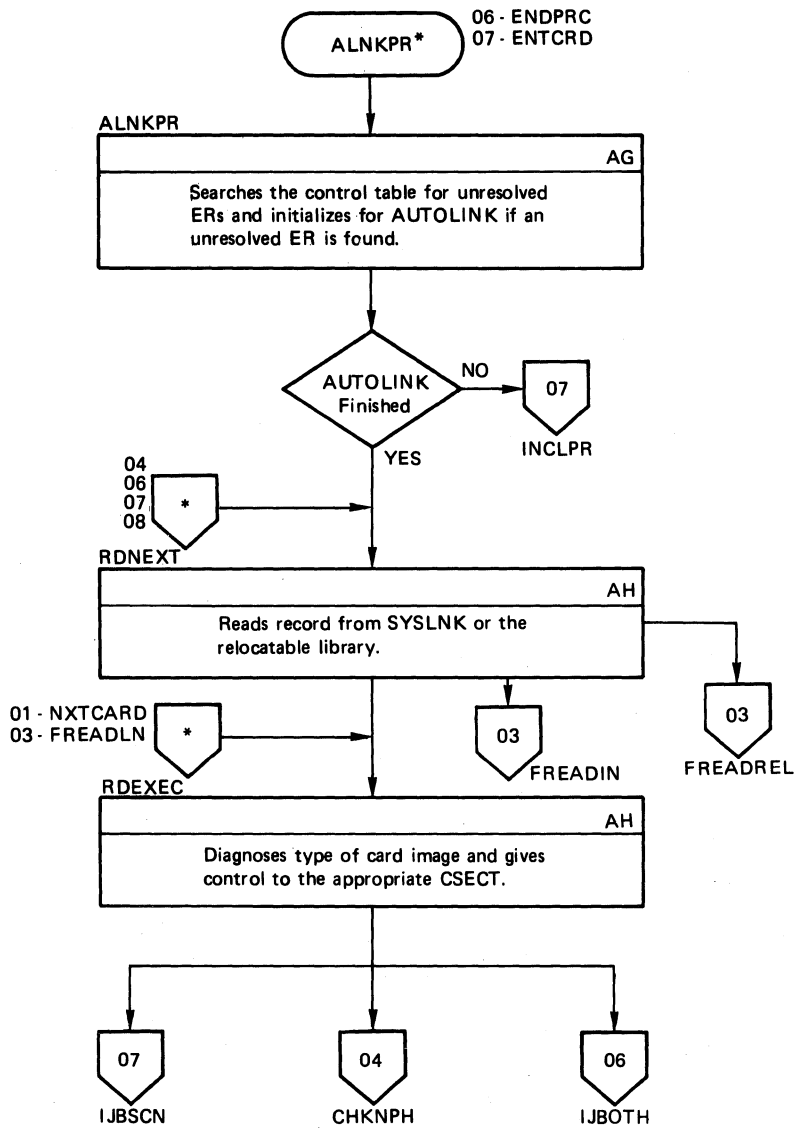 06 - ENDPRC
07 - ENTCRD
ALNKPR*
ALNKPR
AG
Searches the control table for unresolved
ERs and initializes for AUTOLINK if an
unresolved ER is found.
AUTOLINK
Finished
NO
07
INCLPR
YES
04
06
07
08
*
RDNEXT
AH
Reads record from SYSLNK or the
relocatable library.
01 - NXTCARD
03 - FREADLN
*
03
FREADIN
03
FREADREL
RDEXEC
AH
Diagnoses type of card image and gives
control to the appropriate CSECT.
07
IJBSCN
04
CHKNPH
06
IJBOTH